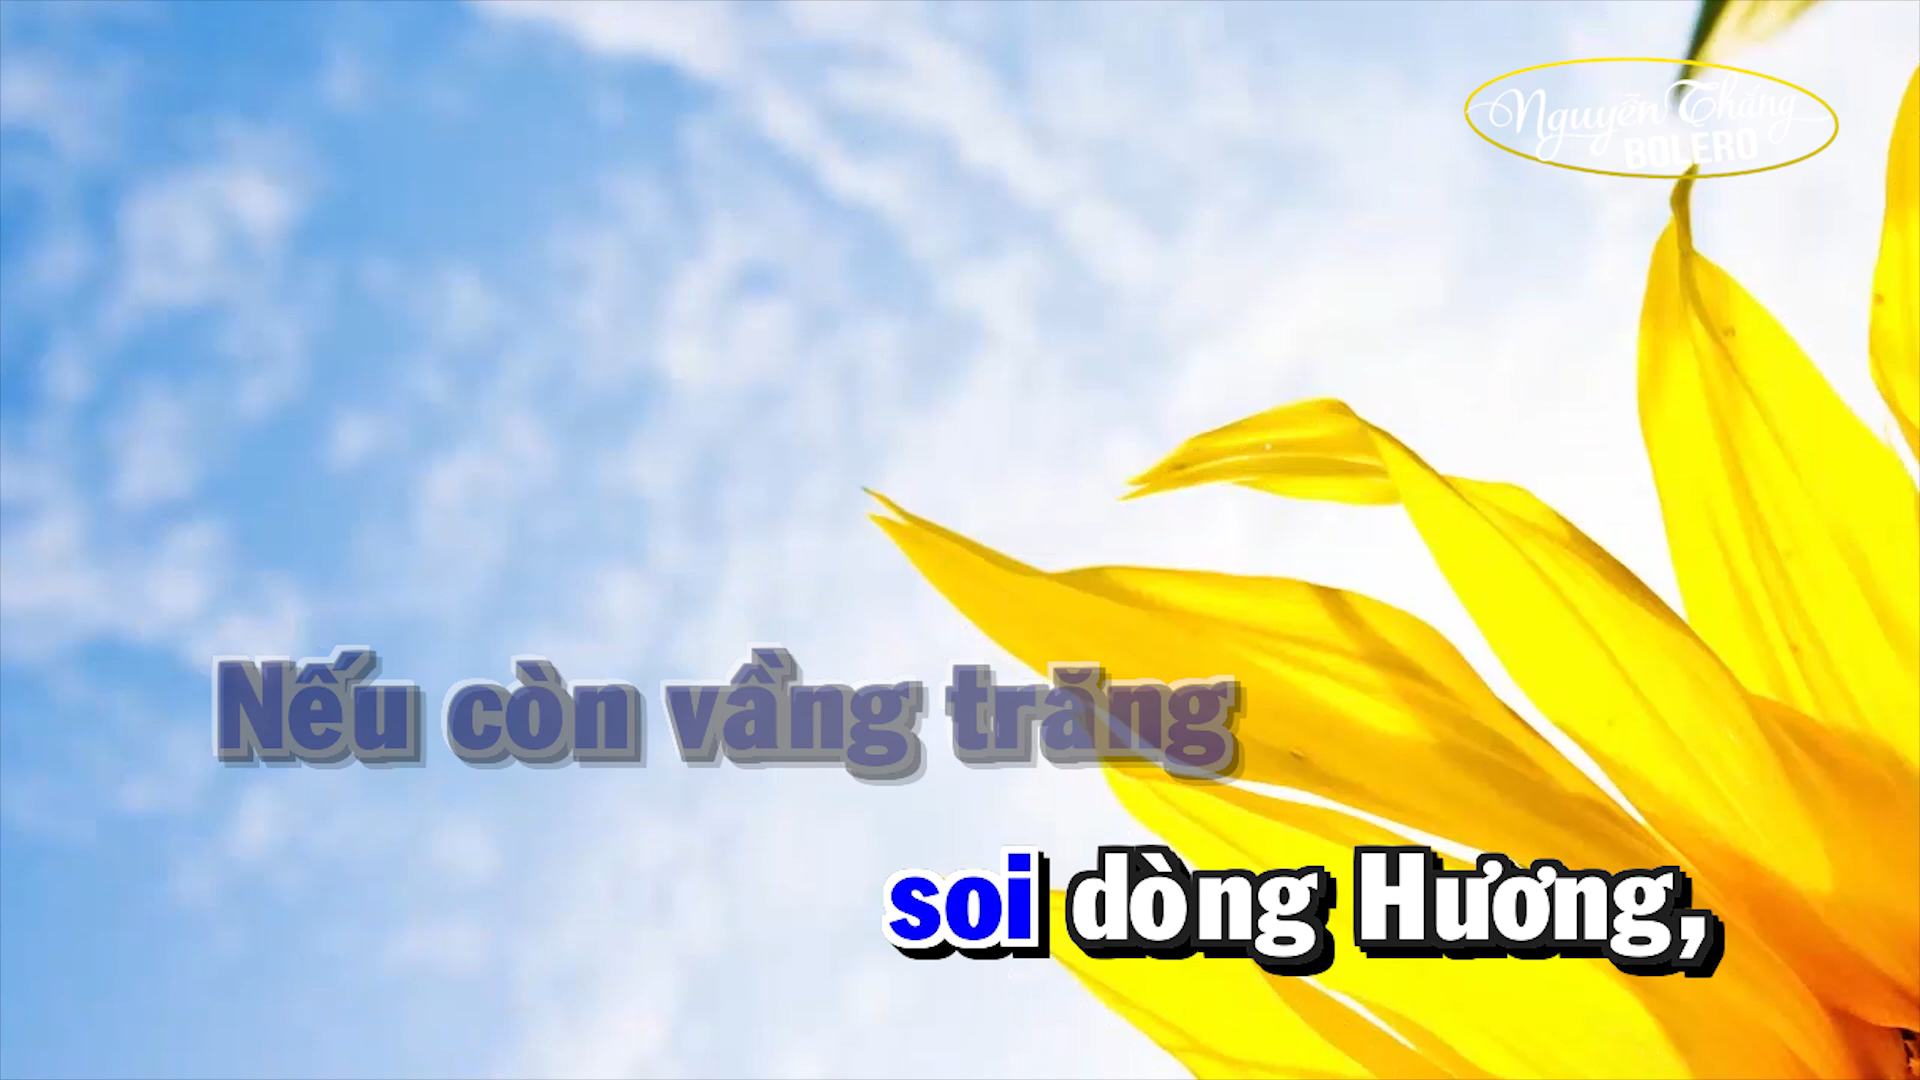 Nguyễn Thắng
BOLERO
Nếu còn vầng trăng
soi dòng Hương,